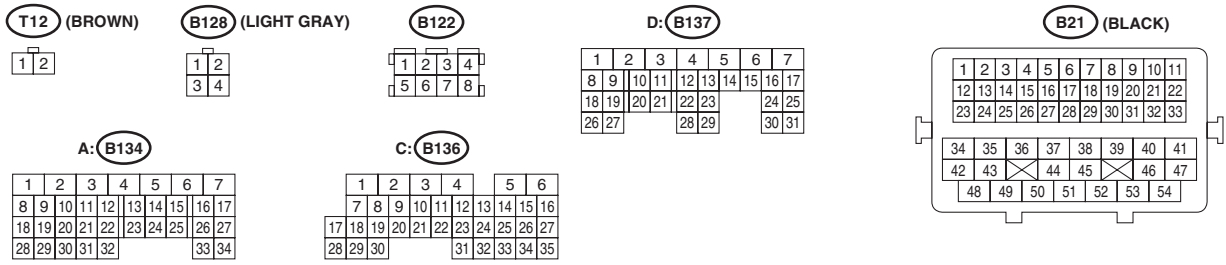 T12 (BROWN)
1 2
B128 (LIGHT GRAY)
1 2
3 4
B122
1 2 3 4
5 6 7 8
D: B137
1 2 3 4 5 6 7
8 9 10 11 12 13 14 15 16 17
18 19 20 21 22 23 24 25
26 27 28 29 30 31
B21 (BLACK)
1 2 3 4 5 6 7 8 9 10 11
12 13 14 15 16 17 18 19 20 21 22
23 24 25 26 27 28 29 30 31 32 33
34 35 36 37 38 39 40 41
42 43 44 45 46 47
48 49 50 51 52 53 54
A: B134
1 2 3 4 5 6 7
8 9 10 11 12 13 14 15 16 17
18 19 20 21 22 23 24 25 26 27
28 29 30 31 32 33 34
C: B136
1 2 3 4 5 6
7 8 9 10 11 12 13 14 15 16
17 18 19 20 21 22 23 24 25 26 27
28 29 30 31 32 33 34 35